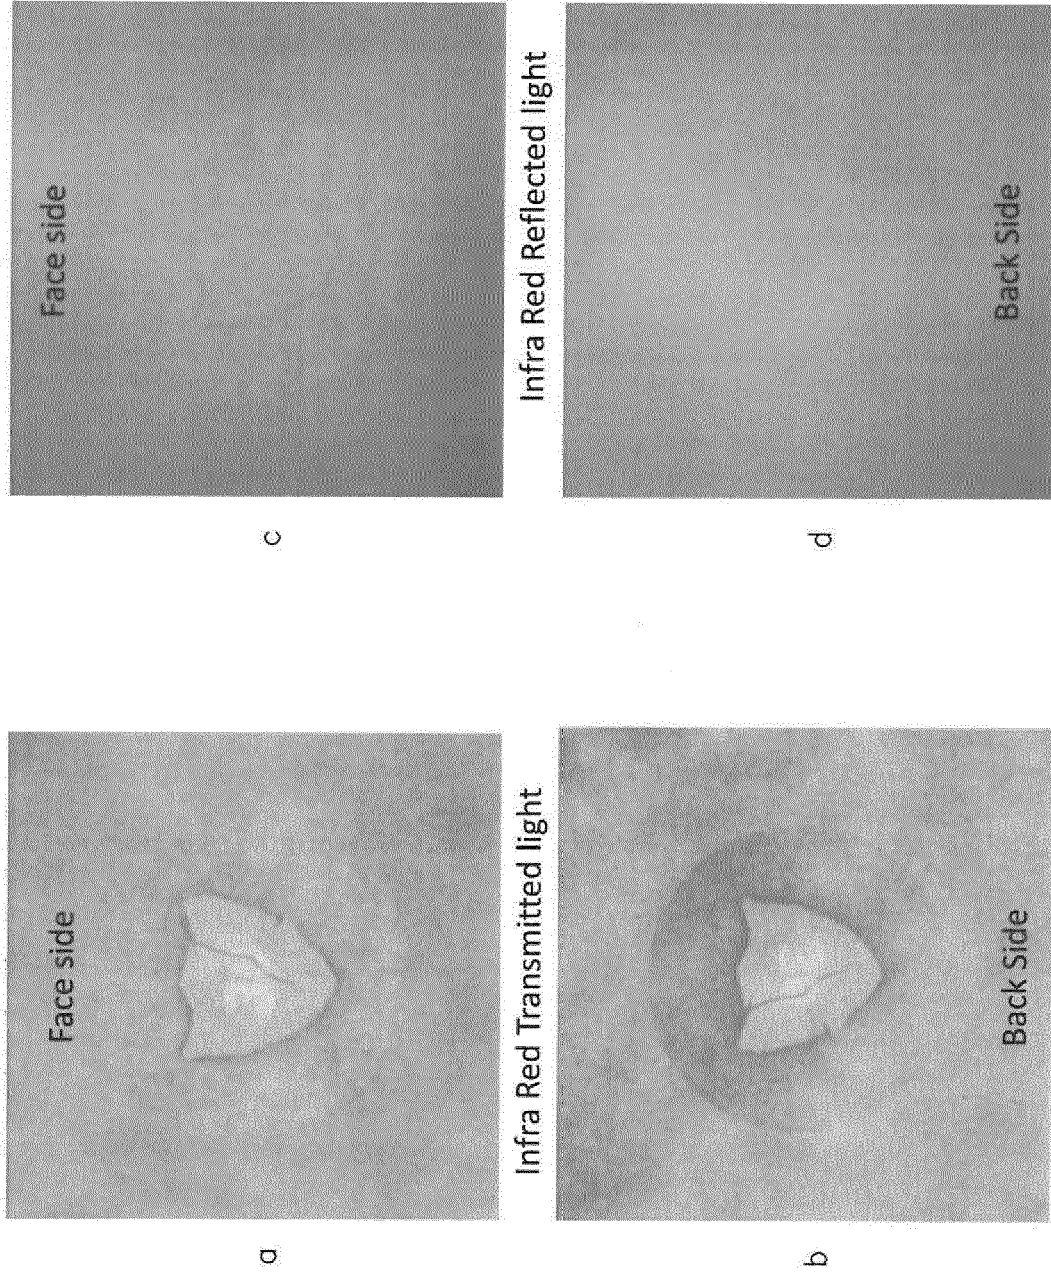 Face side
a
Infra Red Transmitted light
b
Back Side
Face side
c
Infra Red Reflected light
d
Back Side